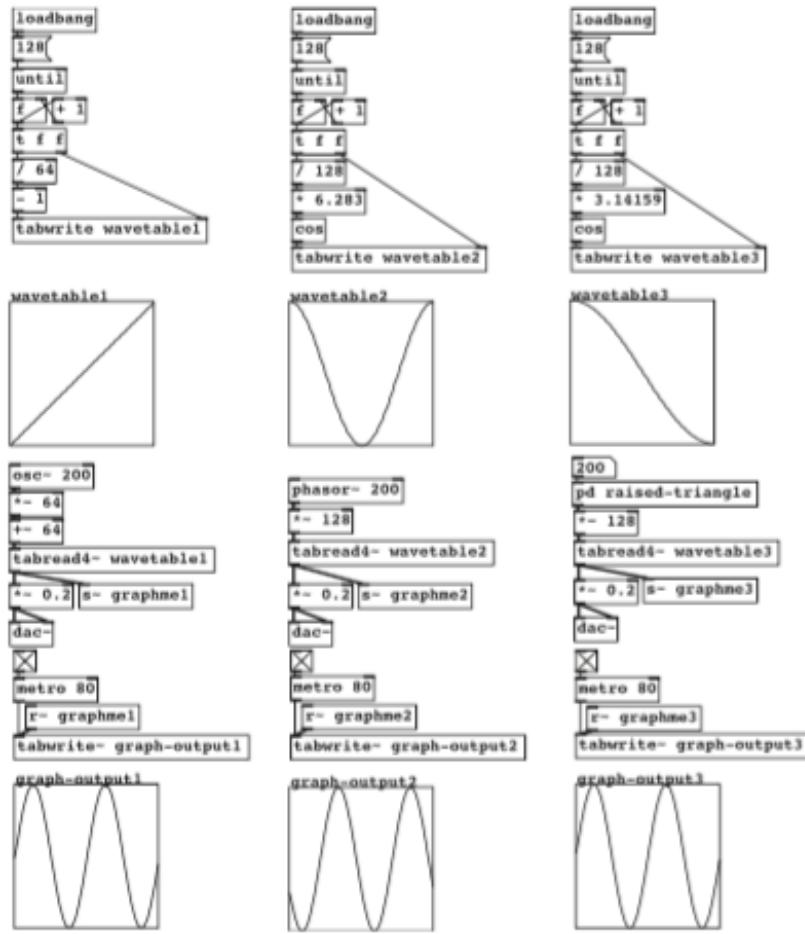 loadbang
128
until
f + 1
t f f
/ 64
- 1
tabwrite wavetable1
wavetable1
osc~ 200
*~ 64
+~ 64
tabread4~ wavetable1
*~ 0.2 s~ graphme1
dac~
metro 80
r~ graphme1
tabwrite~ graph-output1
graph-output1
loadbang
128
until
f + 1
t f f
/ 128
* 6.283
cos
tabwrite wavetable2
wavetable2
phasor~ 200
*~ 128
tabread4~ wavetable2
*~ 0.2 s~ graphme2
dac~
metro 80
r~ graphme2
tabwrite~ graph-output2
graph-output2
loadbang
128
until
f + 1
t f f
/ 128
* 3.14159
cos
tabwrite wavetable3
wavetable3
200
pd raised-triangle
*~ 128
tabread4~ wavetable3
*~ 0.2 s~ graphme3
dac~
metro 80
r~ graphme3
tabwrite~ graph-output3
graph-output3